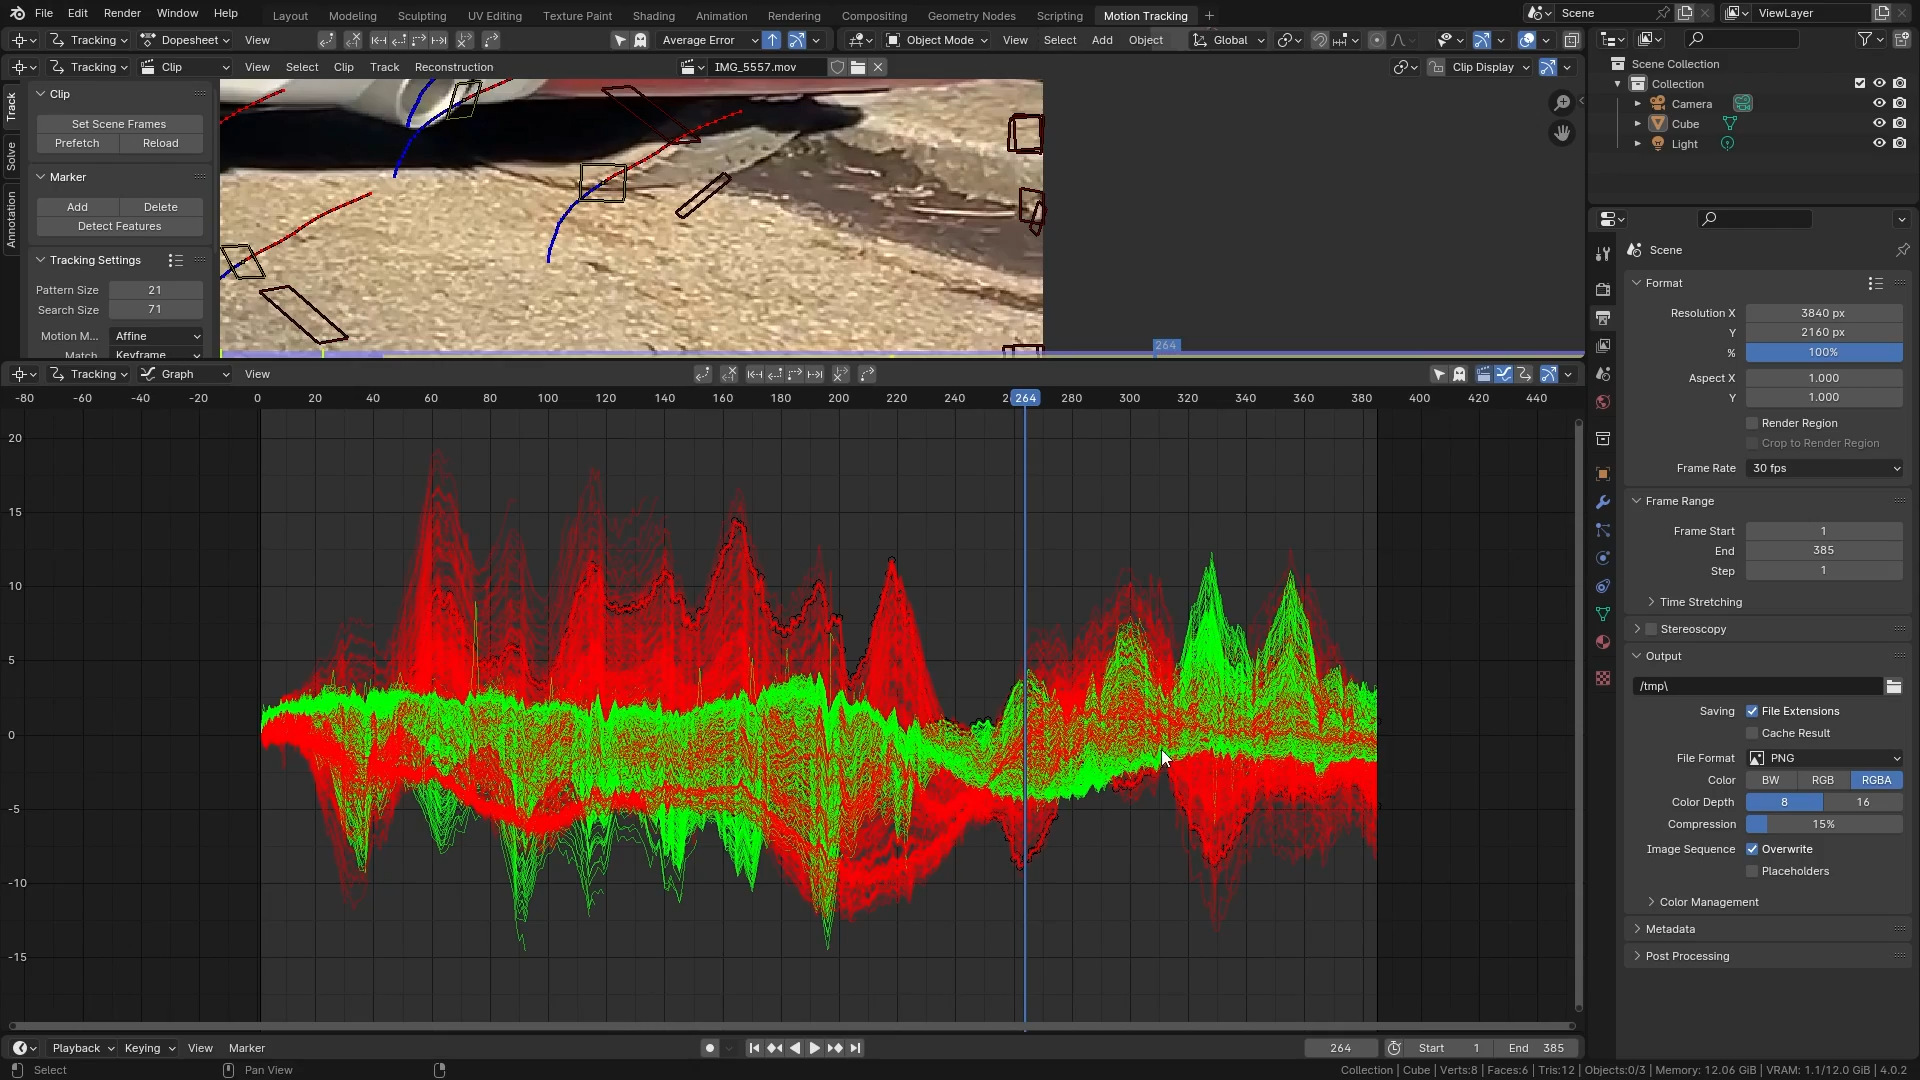 File Edit Render Window Help Layout Modeling Sculpting UV Editing Texture Paint Shading Animation Rendering Compositing Geometry Nodes Scripting Motion Tracking Scene ViewLayer
Tracking Dopesheet View Average Error Object Mode View Select Add Object Global
Tracking Clip View Select Clip Track Reconstruction IMG_5557.mov Clip Display
Scene Collection
Collection
Camera
Cube
Light
Track
Solve
Annotation
Clip
Set Scene Frames
Prefetch Reload
Marker
Add Delete
Detect Features
Tracking Settings
Pattern Size 21
Search Size 71
Motion M... Affine
Match Keyframe
264
Tracking Graph View
-80 -60 -40 -20 0 20 40 60 80 100 120 140 160 180 200 220 240 264 280 300 320 340 360 380 400 420 440
20
15
10
5
0
-5
-10
-15
Scene
Format
Resolution X 3840 px
Y 2160 px
% 100%
Aspect X 1.000
Y 1.000
Render Region
Crop to Render Region
Frame Rate 30 fps
Frame Range
Frame Start 1
End 385
Step 1
Time Stretching
Stereoscopy
Output
/tmp\
Saving File Extensions
Cache Result
File Format PNG
Color BW RGB RGBA
Color Depth 8 16
Compression 15%
Image Sequence Overwrite
Placeholders
Color Management
Metadata
Post Processing
Playback Keying View Marker 264 Start 1 End 385
Select Pan View Collection | Cube | Verts:8 | Faces:6 | Tris:12 | Objects:0/3 | Memory: 12.06 GiB | VRAM: 1.1/12.0 GiB | 4.0.2